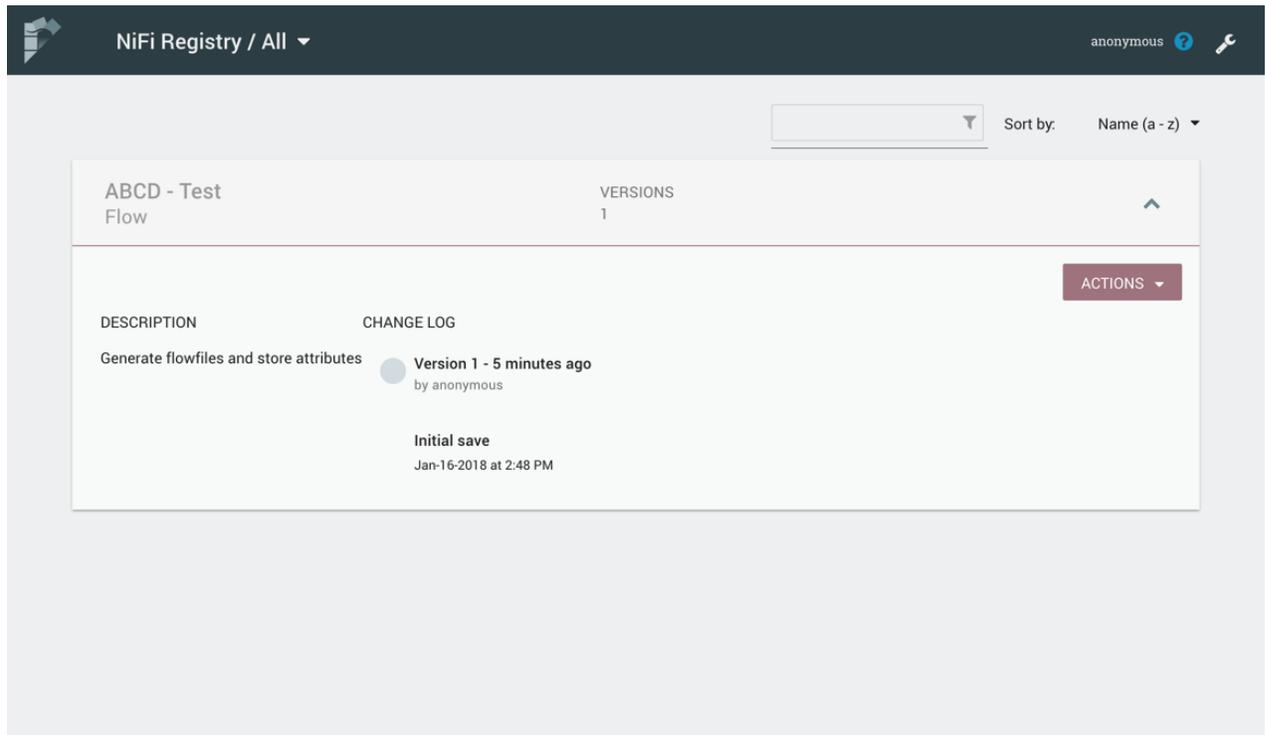 NiFi Registry / All
anonymous ?
Sort by: Name (a - z)
ABCD - Test
Flow
VERSIONS
1
ACTIONS
DESCRIPTION
Generate flowfiles and store attributes
CHANGE LOG
Version 1 - 5 minutes ago
by anonymous
Initial save
Jan-16-2018 at 2:48 PM